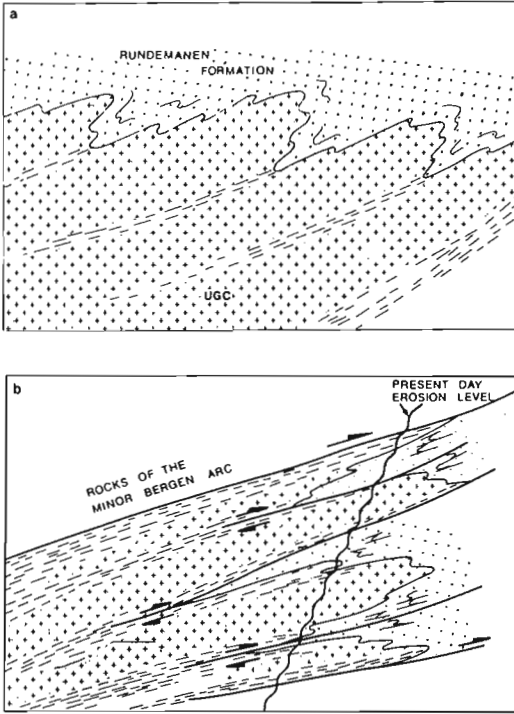 a
RUNDEMANEN
FORMATION
UGC
b
PRESENT DAY
EROSION LEVEL
ROCKS OF THE
MINOR BERGEN ARC